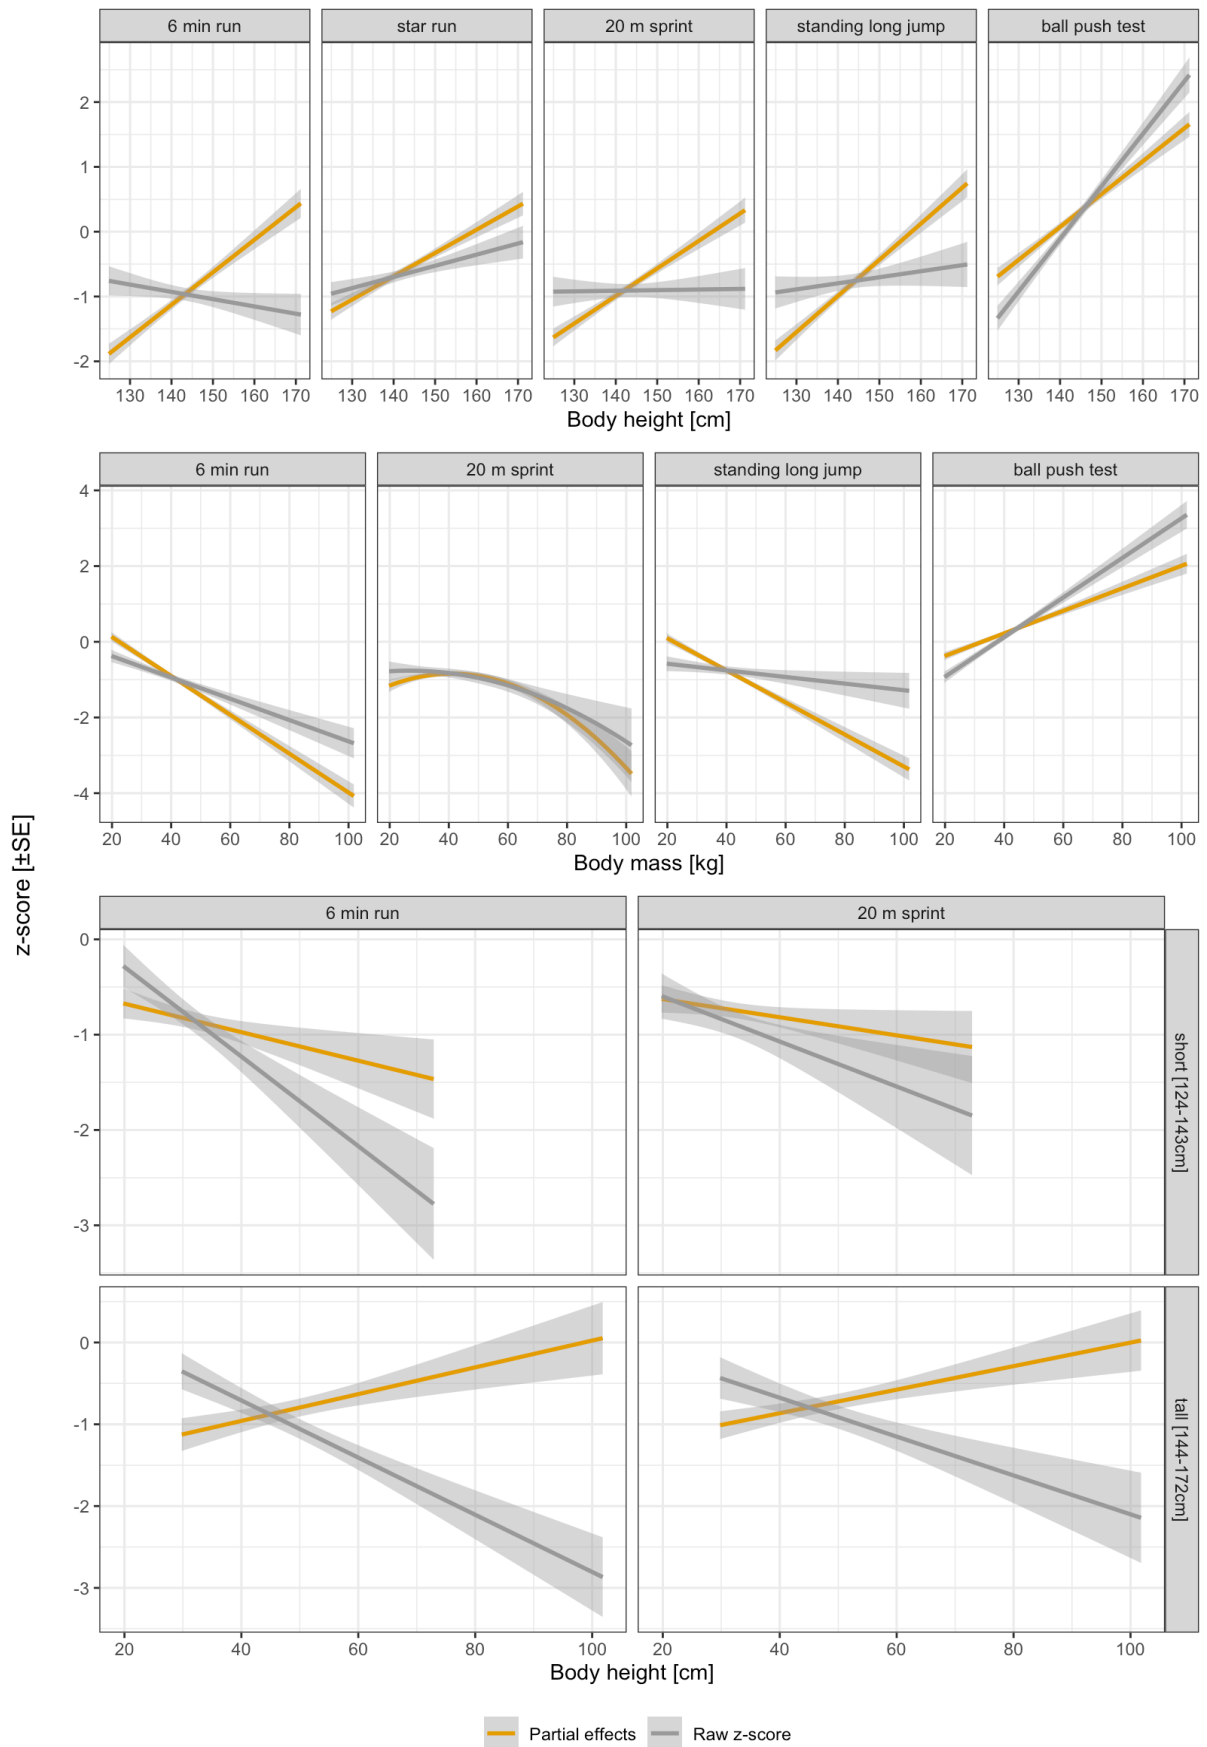 6 min run star run 20 m sprint standing long jump ball push test
2
1
0
-1
-2
130 140 150 160 170 130 140 150 160 170 130 140 150 160 170 130 140 150 160 170 130 140 150 160 170
Body height [cm]
6 min run 20 m sprint standing long jump ball push test
4
2
0
-2
-4
20 40 60 80 100 20 40 60 80 100 20 40 60 80 100 20 40 60 80 100
Body mass [kg]
z-score [±SE]
6 min run 20 m sprint
0
-1
-2
-3
short [124-143cm]
0
-1
-2
-3
tall [144-172cm]
20 40 60 80 100 20 40 60 80 100
Body height [cm]
Partial effects Raw z-score